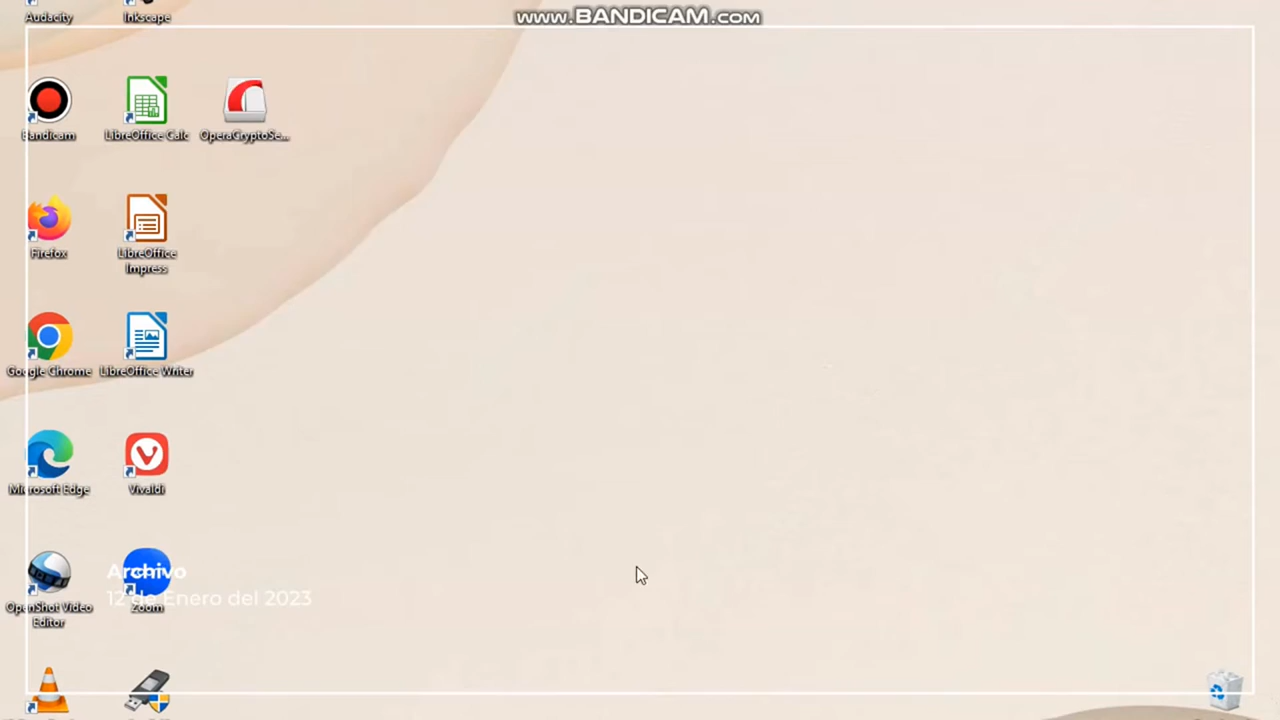 www.BANDICAM.com
Audacity
Inkscape
Bandicam
LibreOffice Calc
OperaCryptoSe...
Firefox
LibreOffice
Impress
Google Chrome
LibreOffice Writer
Microsoft Edge
Vivaldi
OpenShot Video
Editor
Zoom
Archivo
12 de Enero del 2023